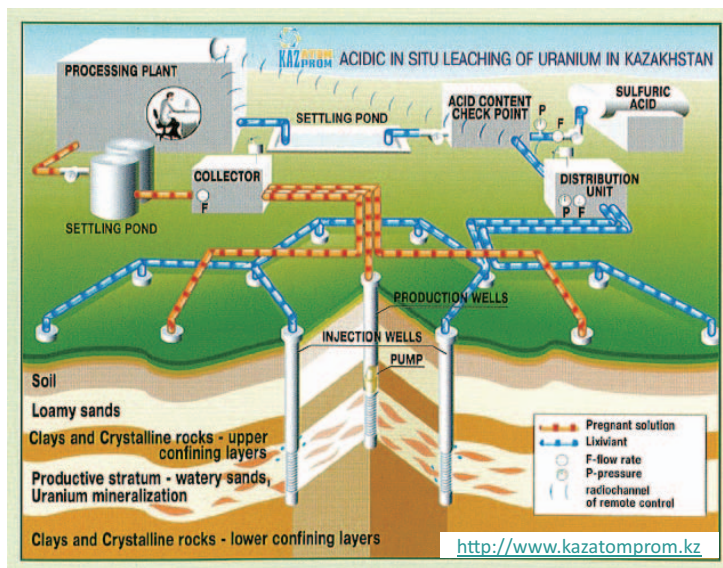 KAZ ATOM PROM
ACIDIC IN SITU LEACHING OF URANIUM IN KAZAKHSTAN
PROCESSING PLANT
SETTLING POND
ACID CONTENT
CHECK POINT
P
F
SULFURIC
ACID
COLLECTOR
F
DISTRIBUTION
UNIT
P F
SETTLING POND
PRODUCTION WELLS
INJECTION WELLS
PUMP
Soil
Loamy sands
Clays and Crystalline rocks - upper
confining layers
Productive stratum - watery sands,
Uranium mineralization
Clays and Crystalline rocks - lower confining layers
Pregnant solution
Lixiviant
F-flow rate
P-pressure
radiochannel
of remote control
http://www.kazatomprom.kz